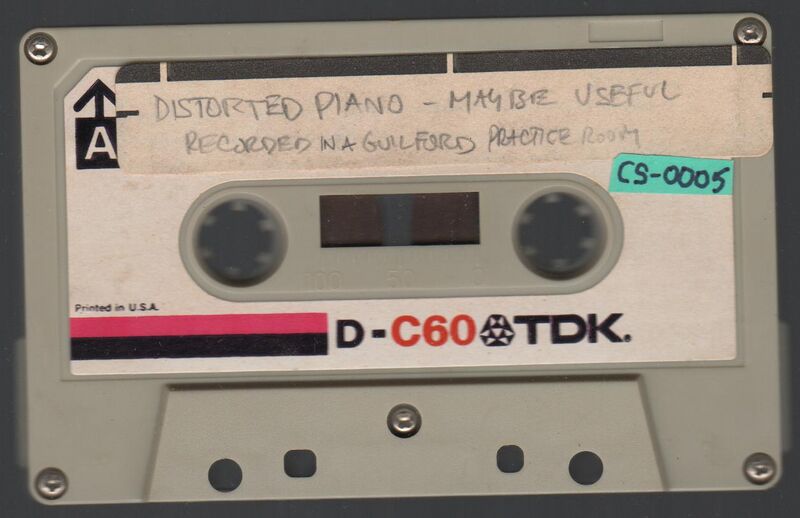 DISTORTED PIANO - MAYBE USEFUL
RECORDED IN A GUILFORD PRACTICE ROOM
A
CS-0005
100 50 0
Printed in U.S.A.
D-C60 TDK.